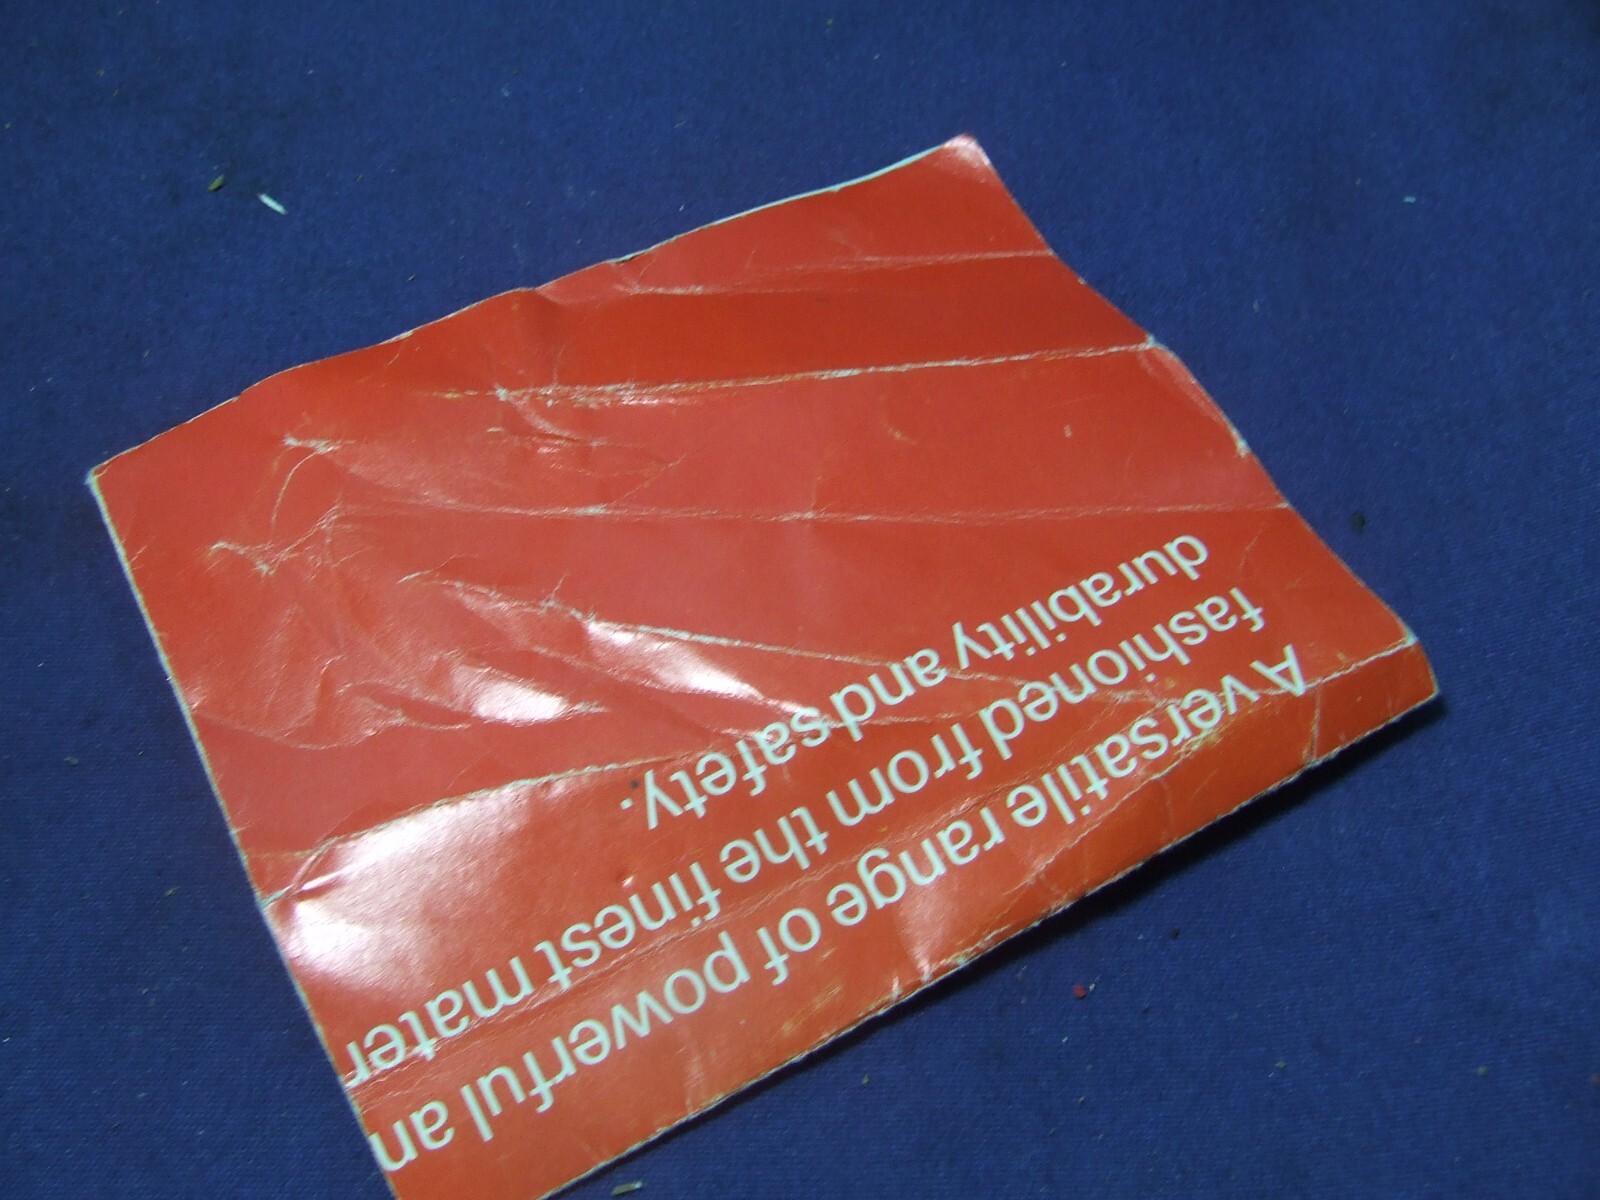 A versatile range of powerful an
fashioned from the finest mater
durability and safety.